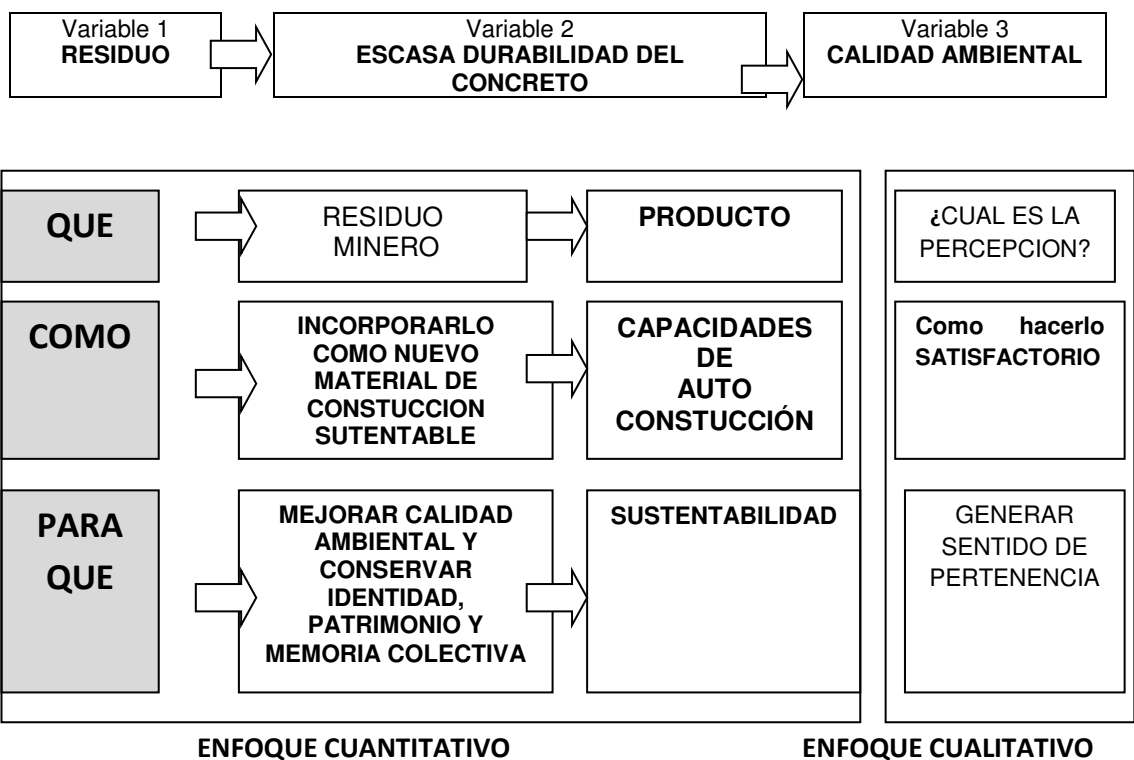 Variable 1
RESIDUO
Variable 2
ESCASA DURABILIDAD DEL
CONCRETO
Variable 3
CALIDAD AMBIENTAL
QUE
RESIDUO
MINERO
PRODUCTO
¿CUAL ES LA
PERCEPCION?
COMO
INCORPORARLO
COMO NUEVO
MATERIAL DE
CONSTUCCION
SUTENTABLE
CAPACIDADES
DE
AUTO
CONSTUCCIÓN
Como hacerlo
SATISFACTORIO
PARA
QUE
MEJORAR CALIDAD
AMBIENTAL Y
CONSERVAR
IDENTIDAD,
PATRIMONIO Y
MEMORIA COLECTIVA
SUSTENTABILIDAD
GENERAR
SENTIDO DE
PERTENENCIA
ENFOQUE CUANTITATIVO
ENFOQUE CUALITATIVO